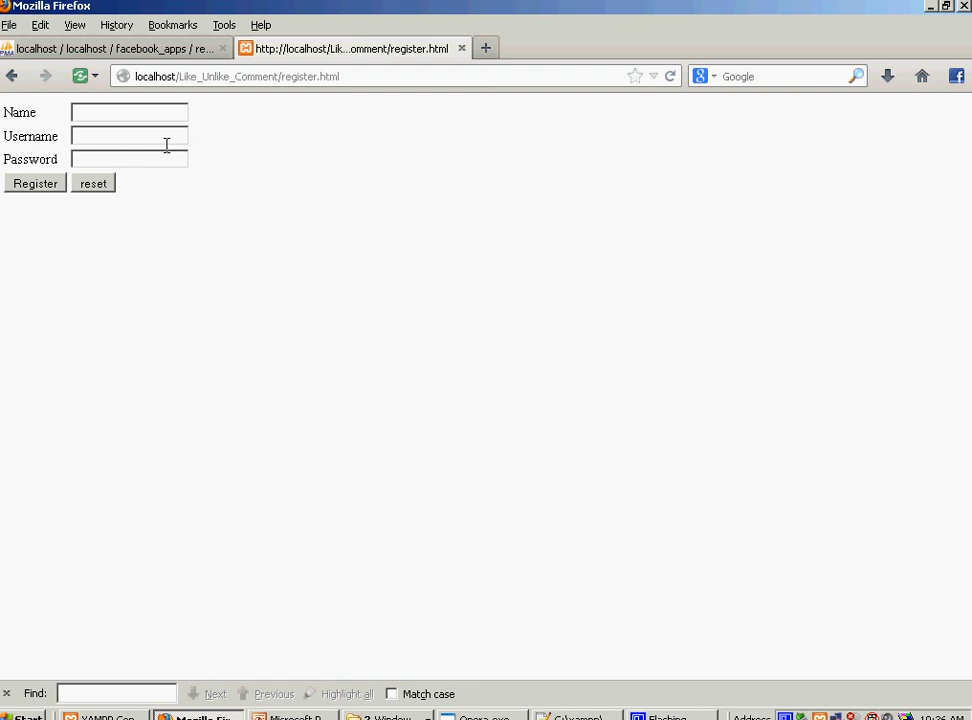 Mozilla Firefox
File Edit View History Bookmarks Tools Help
localhost / localhost / facebook_apps / re... http://localhost/Lik...omment/register.html
localhost/Like_Unlike_Comment/register.html Google
Name
Username
Password
Register reset
Find: Next Previous Highlight all Match case
Start XAMPP Con Mozilla Fir Microsoft P 2 Window Opera.exe C:\xampp\ Flashing Address 10:36 AM